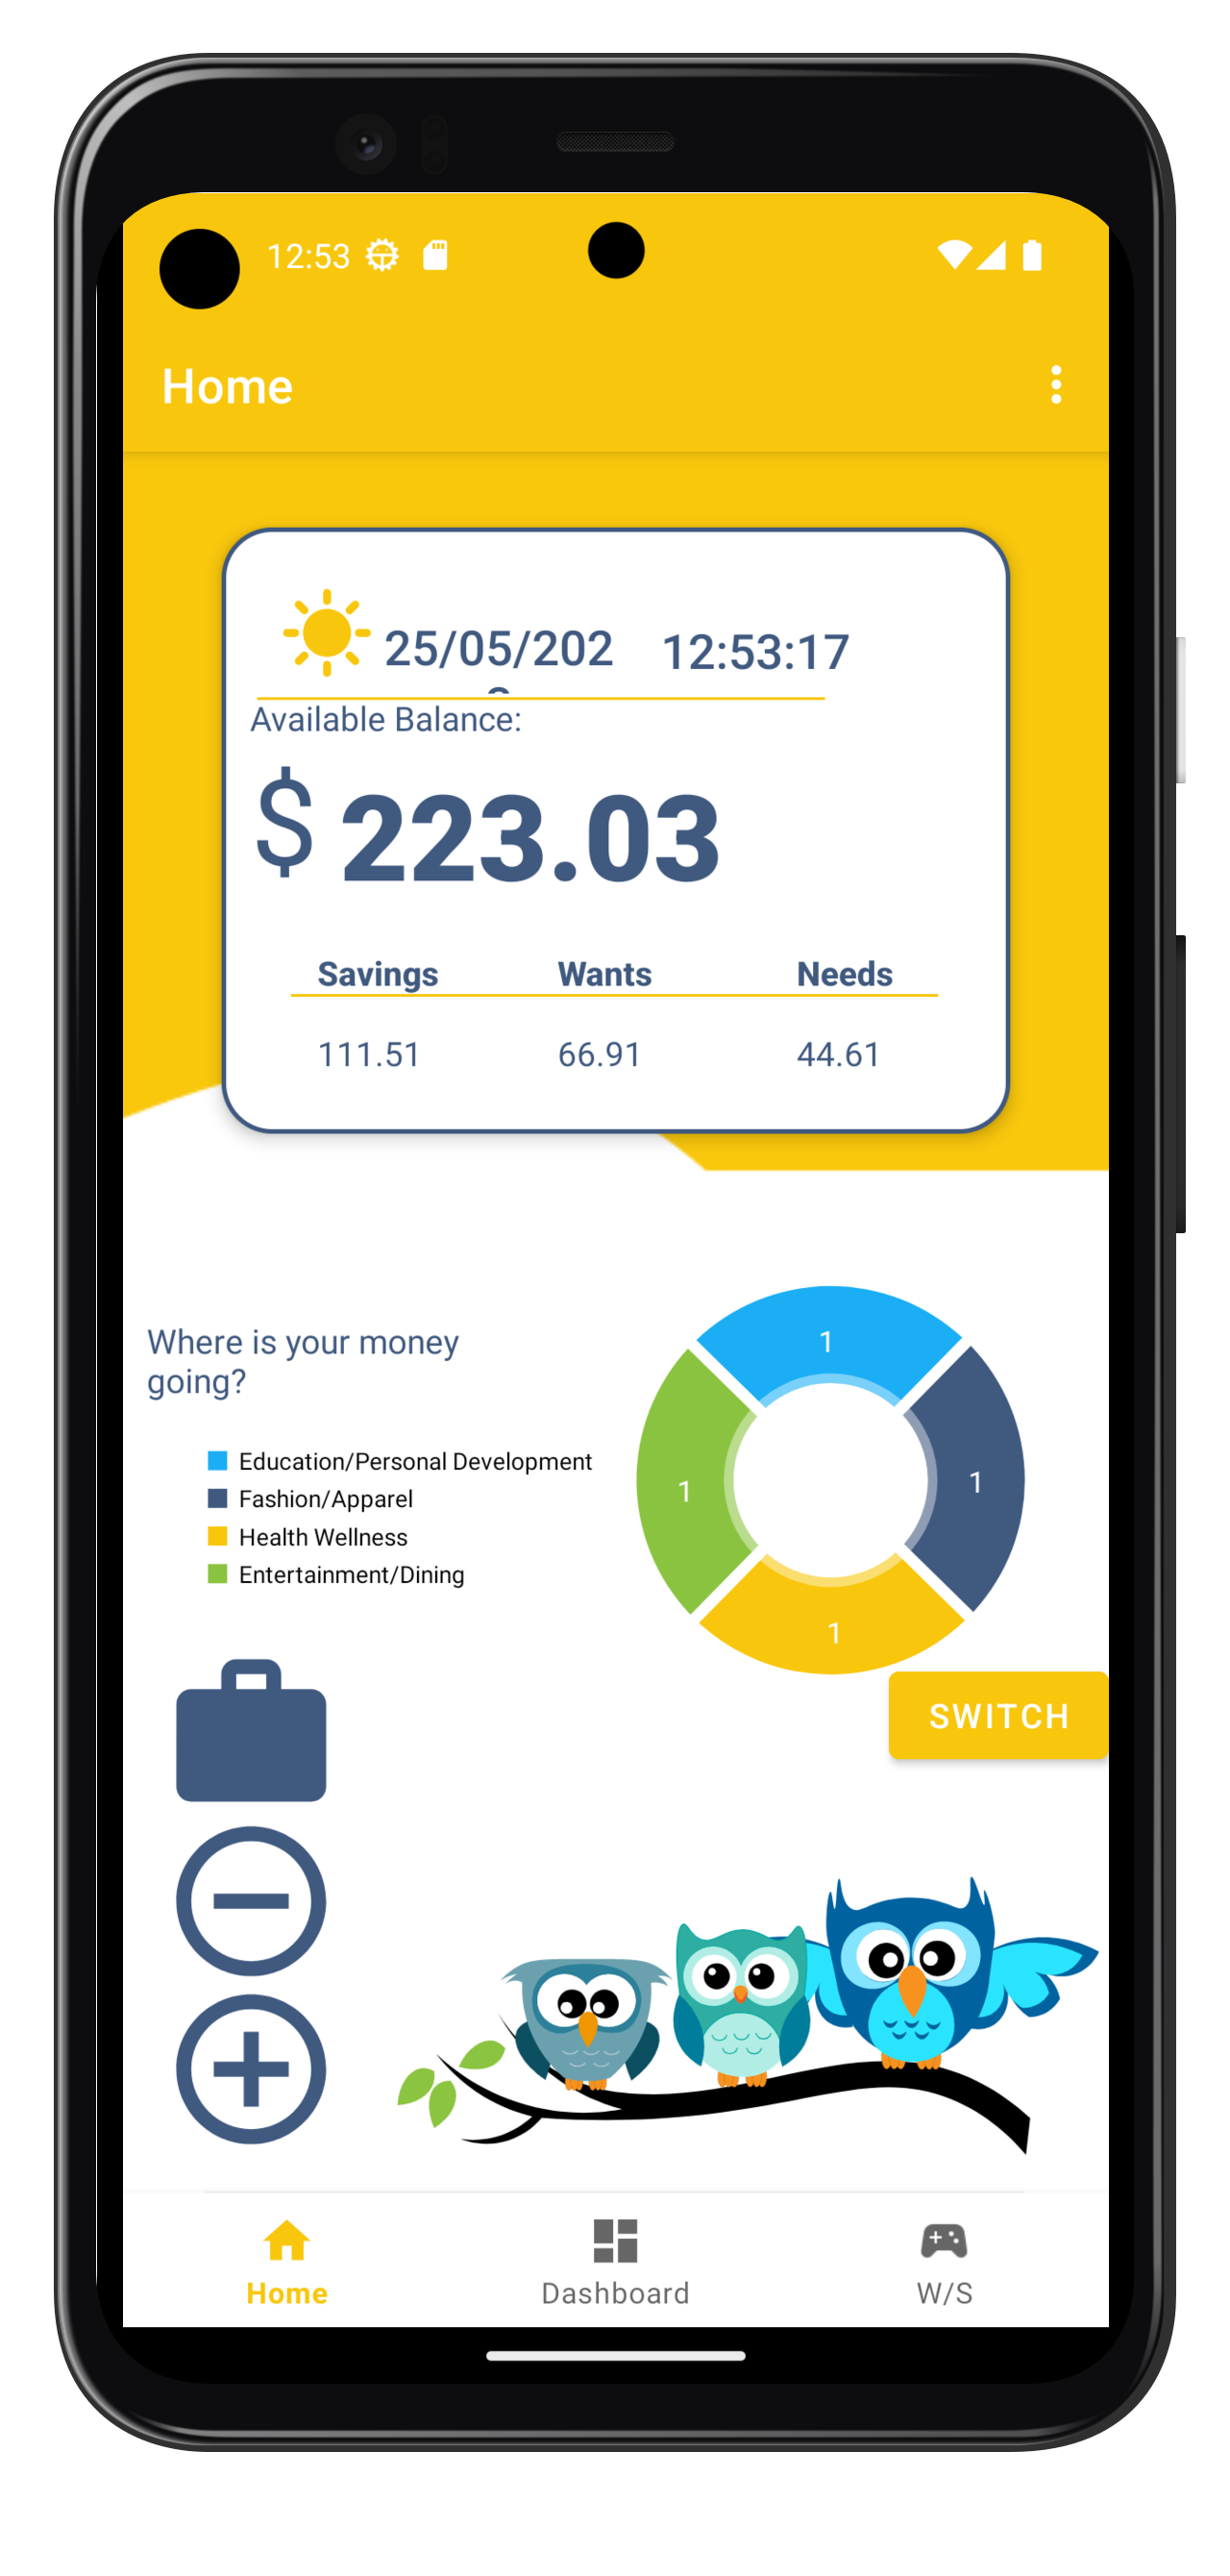 12:53
Home
25/05/202 12:53:17
Available Balance:
$ 223.03
Savings Wants Needs
111.51 66.91 44.61
Where is your money
going?
Education/Personal Development
Fashion/Apparel
Health Wellness
Entertainment/Dining
1
1
1
1
SWITCH
Home Dashboard W/S